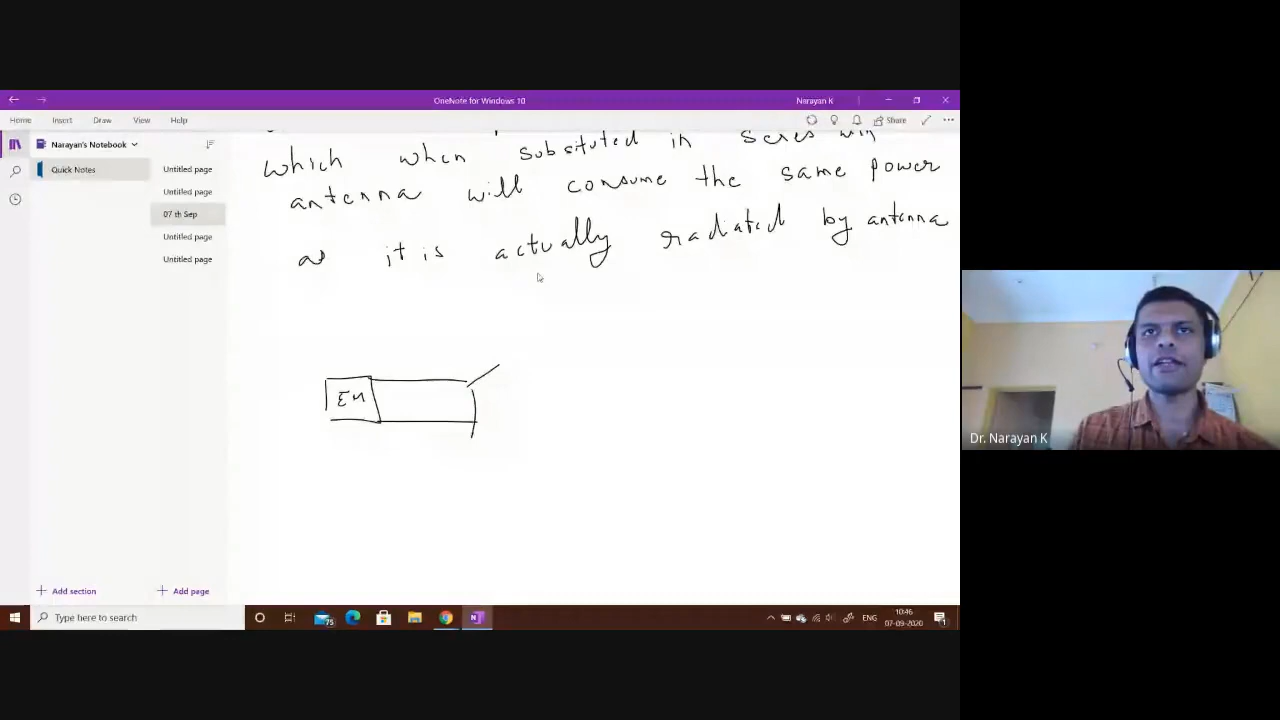 OneNote for Windows 10
Narayan K
Home Insert Draw View Help
Share
Narayan's Notebook
Quick Notes
Untitled page
Untitled page
07 th Sep
Untitled page
Untitled page
which when substituted in
antenna will consume the same power
as it is actually radiated by antenna
EM
Dr. Narayan K
Add section
Add page
Type here to search
75
ENG
10:46
07-09-2020
1